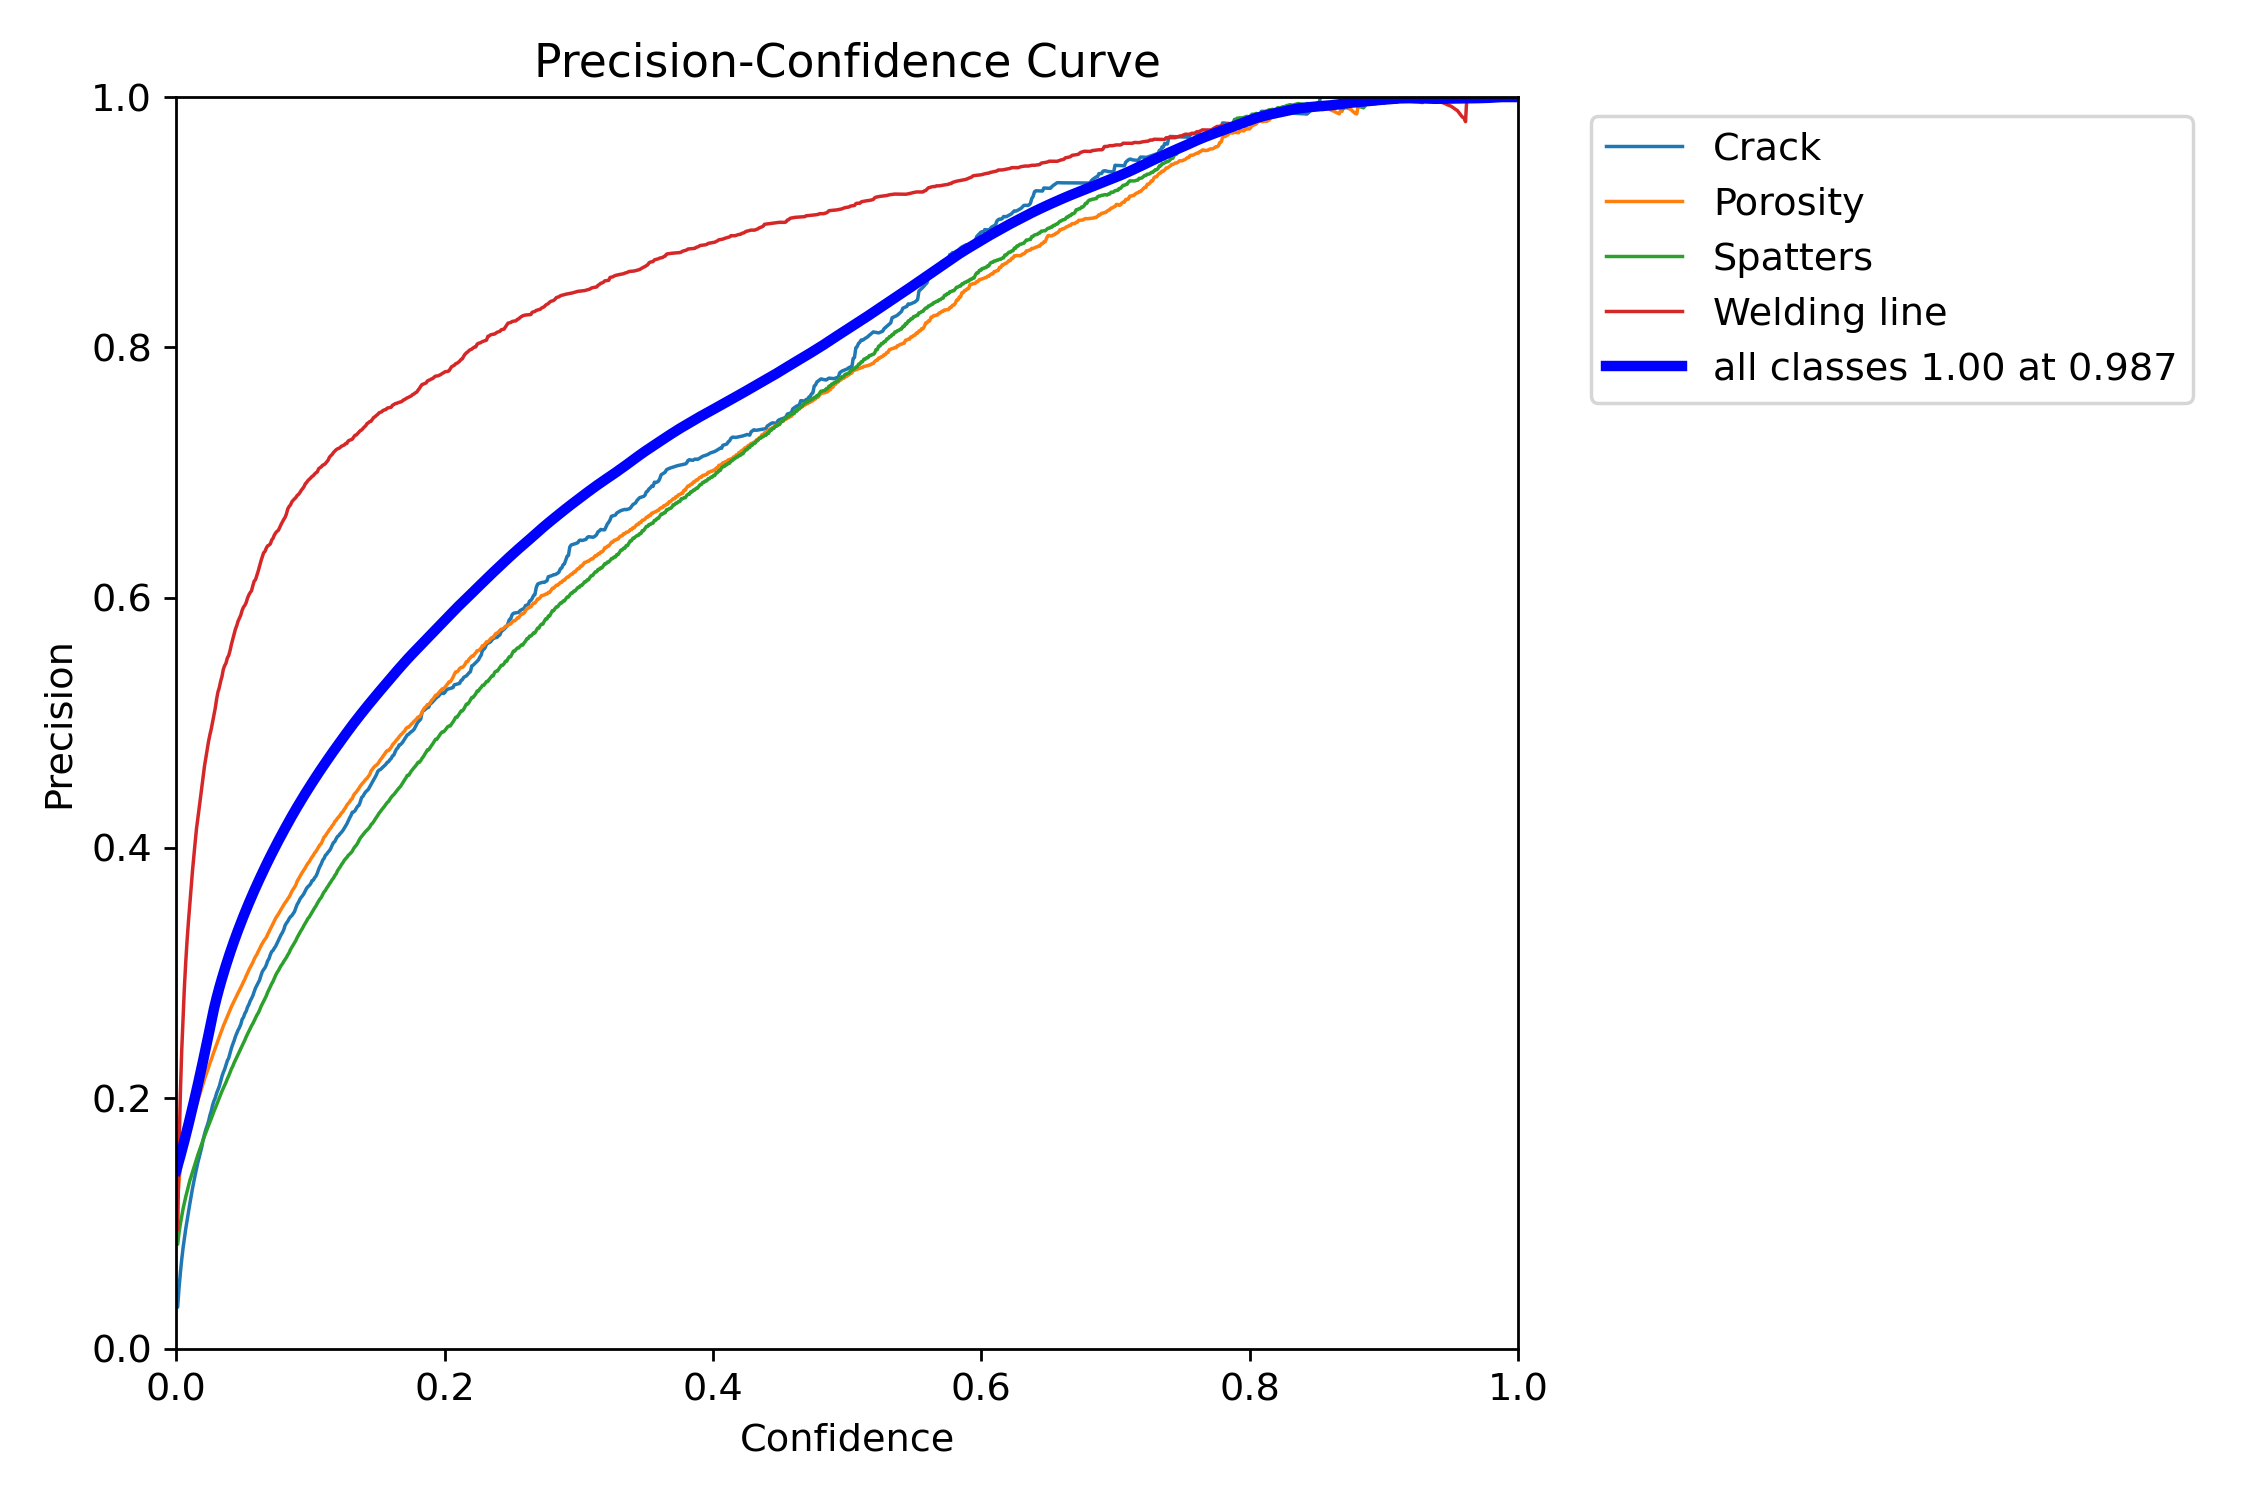 Precision-Confidence Curve
1.0
0.8
0.6
0.4
0.2
0.0
Precision
0.0 0.2 0.4 0.6 0.8 1.0
Confidence
Crack
Porosity
Spatters
Welding line
all classes 1.00 at 0.987